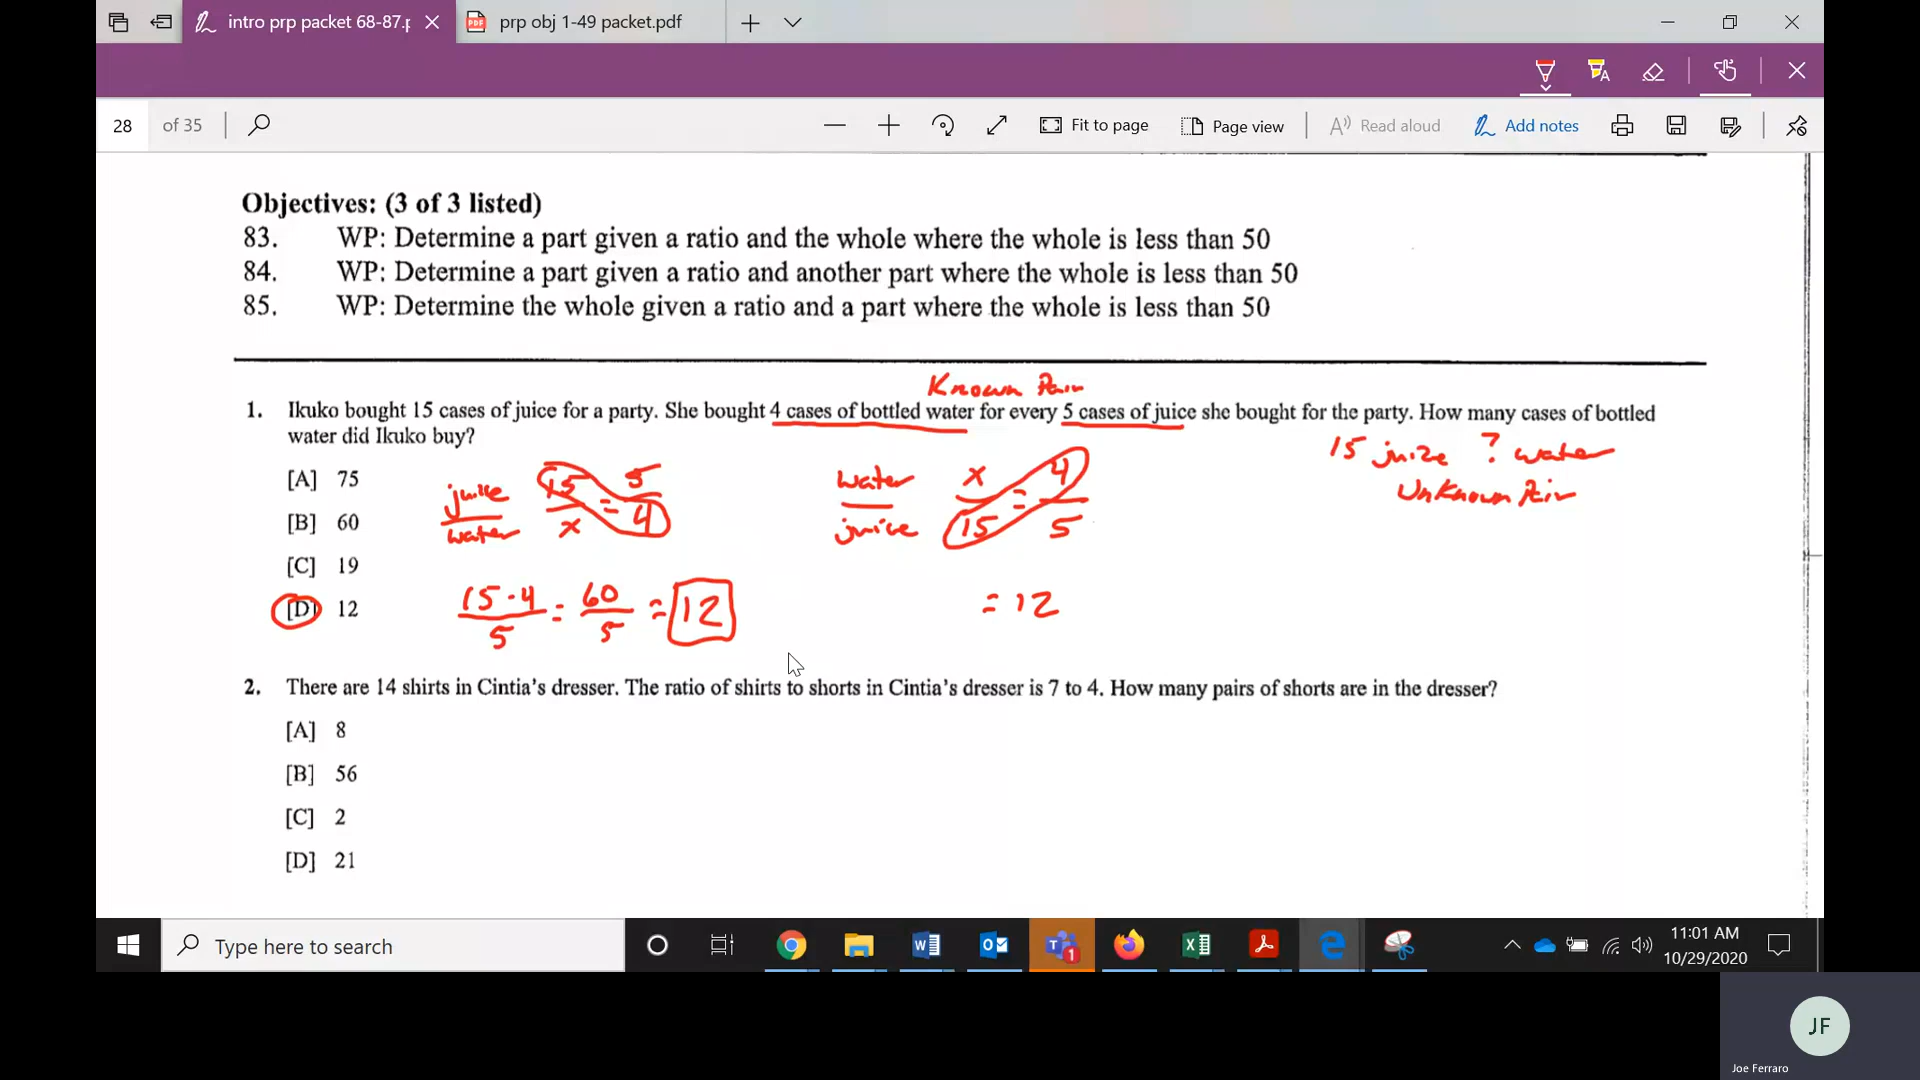 intro prp packet 68-87.p
prp obj 1-49 packet.pdf
28 of 35
Fit to page
Page view
Read aloud
Add notes
Objectives: (3 of 3 listed)
83. WP: Determine a part given a ratio and the whole where the whole is less than 50
84. WP: Determine a part given a ratio and another part where the whole is less than 50
85. WP: Determine the whole given a ratio and a part where the whole is less than 50
Known Pair
1. Ikuko bought 15 cases of juice for a party. She bought 4 cases of bottled water for every 5 cases of juice she bought for the party. How many cases of bottled
water did Ikuko buy?
15 juice ? water
Unknown Pair
[A] 75
[B] 60
[C] 19
[D] 12
juice/water 15/x = 5/4
water/juice x/15 = 4/5
15·4/5 = 60/5 = 12
= 12
2. There are 14 shirts in Cintia's dresser. The ratio of shirts to shorts in Cintia's dresser is 7 to 4. How many pairs of shorts are in the dresser?
[A] 8
[B] 56
[C] 2
[D] 21
Type here to search
1
11:01 AM
10/29/2020
JF
Joe Ferraro